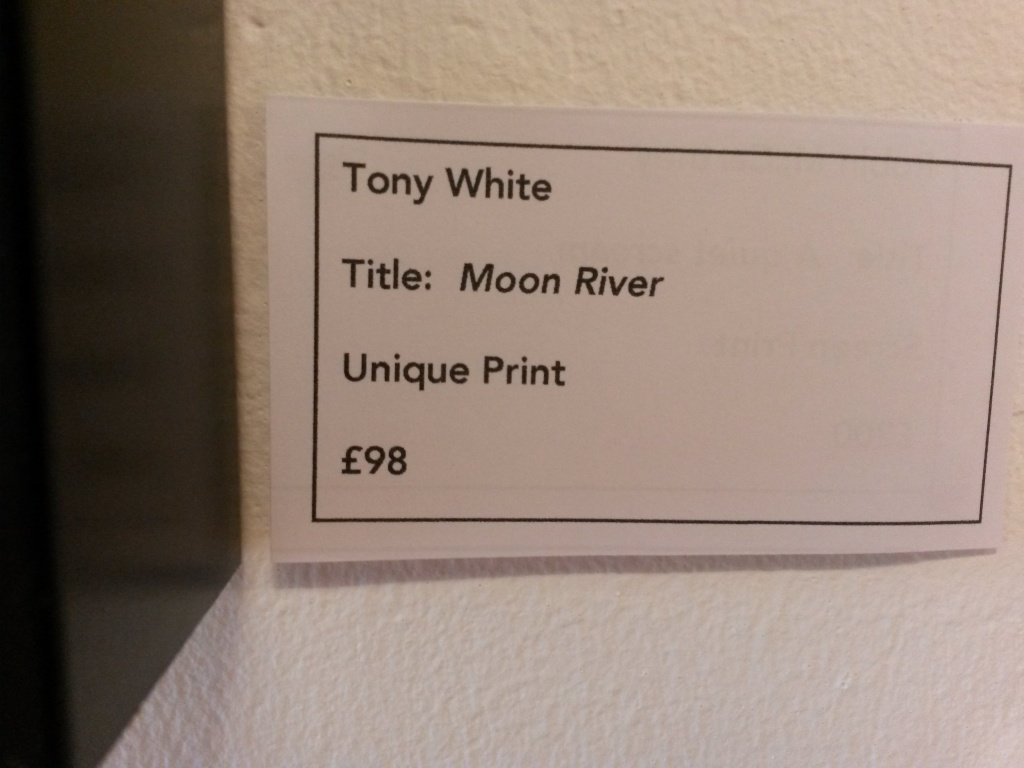 Tony White
Title: Moon River
Unique Print
£98